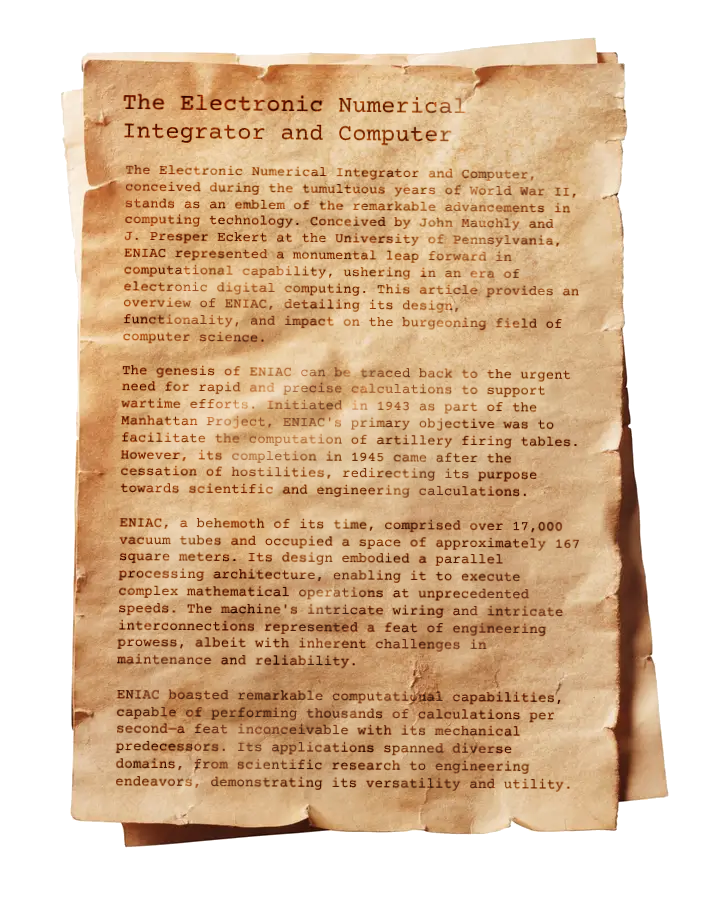 The Electronic Numerical
Integrator and Computer
The Electronic Numerical Integrator and Computer,
conceived during the tumultuous years of World War II,
stands as an emblem of the remarkable advancements in
computing technology. Conceived by John Mauchly and
J. Presper Eckert at the University of Pennsylvania,
ENIAC represented a monumental leap forward in
computational capability, ushering in an era of
electronic digital computing. This article provides an
overview of ENIAC, detailing its design,
functionality, and impact on the burgeoning field of
computer science.
The genesis of ENIAC can be traced back to the urgent
need for rapid and precise calculations to support
wartime efforts. Initiated in 1943 as part of the
Manhattan Project, ENIAC's primary objective was to
facilitate the computation of artillery firing tables.
However, its completion in 1945 came after the
cessation of hostilities, redirecting its purpose
towards scientific and engineering calculations.
ENIAC, a behemoth of its time, comprised over 17,000
vacuum tubes and occupied a space of approximately 167
square meters. Its design embodied a parallel
processing architecture, enabling it to execute
complex mathematical operations at unprecedented
speeds. The machine's intricate wiring and intricate
interconnections represented a feat of engineering
prowess, albeit with inherent challenges in
maintenance and reliability.
ENIAC boasted remarkable computational capabilities,
capable of performing thousands of calculations per
second—a feat inconceivable with its mechanical
predecessors. Its applications spanned diverse
domains, from scientific research to engineering
endeavors, demonstrating its versatility and utility.